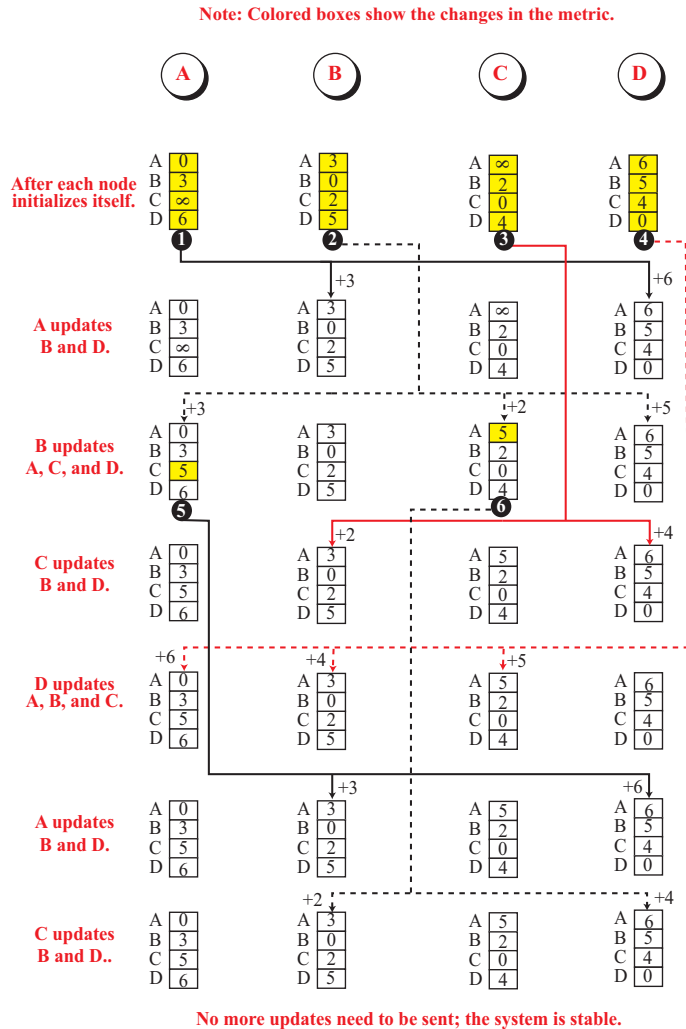 Note: Colored boxes show the changes in the metric.
A B C D
After each node
initializes itself.
A 0 A 3 A ∞ A 6
B 3 B 0 B 2 B 5
C ∞ C 2 C 0 C 4
D 6 D 5 D 4 D 0
1 2 3 4
+3 +6
A updates
B and D.
A 0 A 3 A ∞ A 6
B 3 B 0 B 2 B 5
C ∞ C 2 C 0 C 4
D 6 D 5 D 4 D 0
+3 +2 +5
B updates
A, C, and D.
A 0 A 3 A 5 A 6
B 3 B 0 B 2 B 5
C 5 C 2 C 0 C 4
D 6 D 5 D 4 D 0
5 6
+2 +4
C updates
B and D.
A 0 A 3 A 5 A 6
B 3 B 0 B 2 B 5
C 5 C 2 C 0 C 4
D 6 D 5 D 4 D 0
+6 +4 +5
D updates
A, B, and C.
A 0 A 3 A 5 A 6
B 3 B 0 B 2 B 5
C 5 C 2 C 0 C 4
D 6 D 5 D 4 D 0
+3 +6
A updates
B and D.
A 0 A 3 A 5 A 6
B 3 B 0 B 2 B 5
C 5 C 2 C 0 C 4
D 6 D 5 D 4 D 0
+2 +4
C updates
B and D..
A 0 A 3 A 5 A 6
B 3 B 0 B 2 B 5
C 5 C 2 C 0 C 4
D 6 D 5 D 4 D 0
No more updates need to be sent; the system is stable.